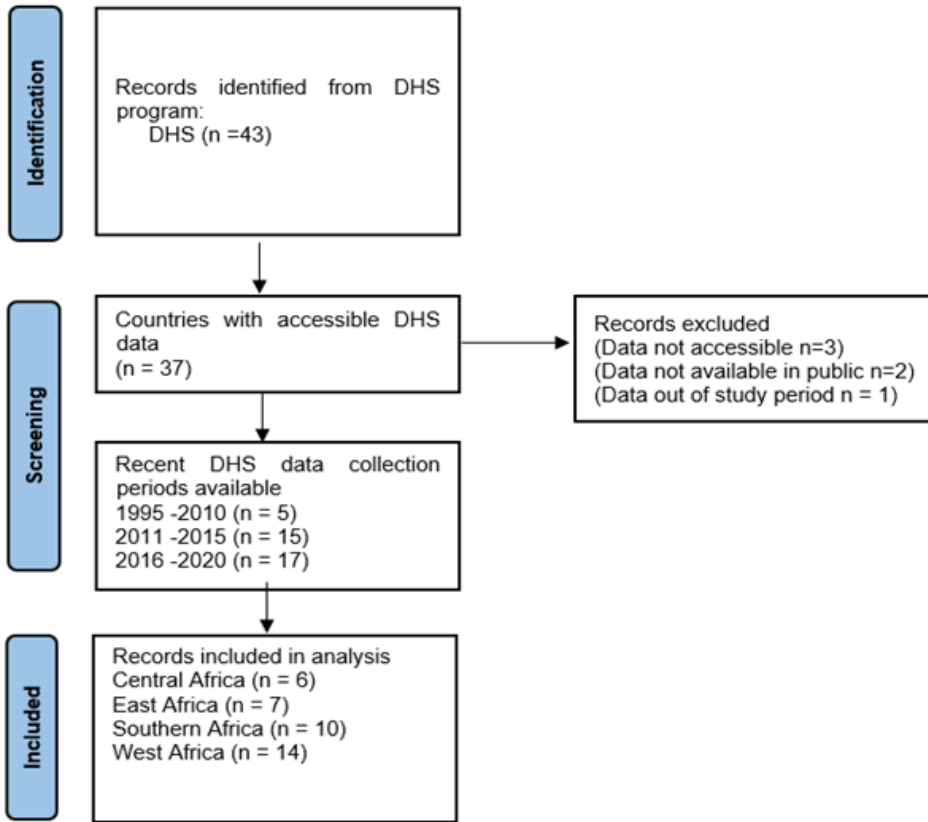 Identification
Records identified from DHS
program:
DHS (n =43)
Screening
Countries with accessible DHS
data
(n = 37)
Records excluded
(Data not accessible n=3)
(Data not available in public n=2)
(Data out of study period n = 1)
Recent DHS data collection
periods available
1995 -2010 (n = 5)
2011 -2015 (n = 15)
2016 -2020 (n = 17)
Included
Records included in analysis
Central Africa (n = 6)
East Africa (n = 7)
Southern Africa (n = 10)
West Africa (n = 14)